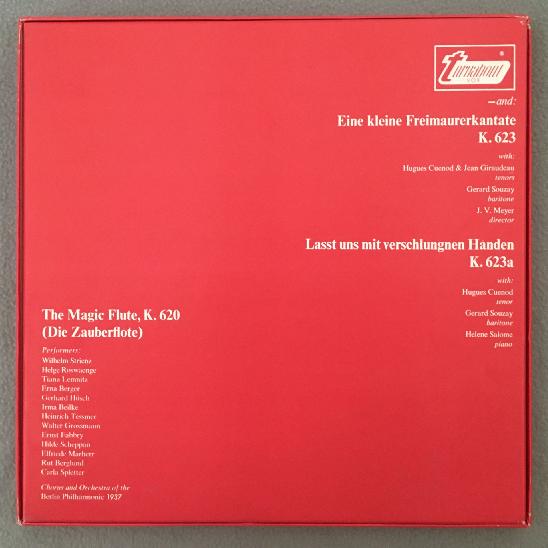 turnabout
VOX
—and:
Eine kleine Freimaurerkantate
K. 623
with:
Hugues Cuenod & Jean Giraudeau
tenors
Gerard Souzay
baritone
J. V. Meyer
director
Lasst uns mit verschlungnen Handen
K. 623a
with:
Hugues Cuenod
tenor
Gerard Souzay
baritone
Helene Salome
piano
The Magic Flute, K. 620
(Die Zauberflote)
Performers:
Wilhelm Strienz
Helge Roswaenge
Tiana Lemnitz
Erna Berger
Gerhard Hüsch
Irma Beilke
Heinrich Tessmer
Walter Grossmann
Ernst Fabbry
Hilde Scheppan
Elfriede Marherr
Rut Berglund
Carla Spletter
Chorus and Orchestra of the
Berlin Philharmonic 1937